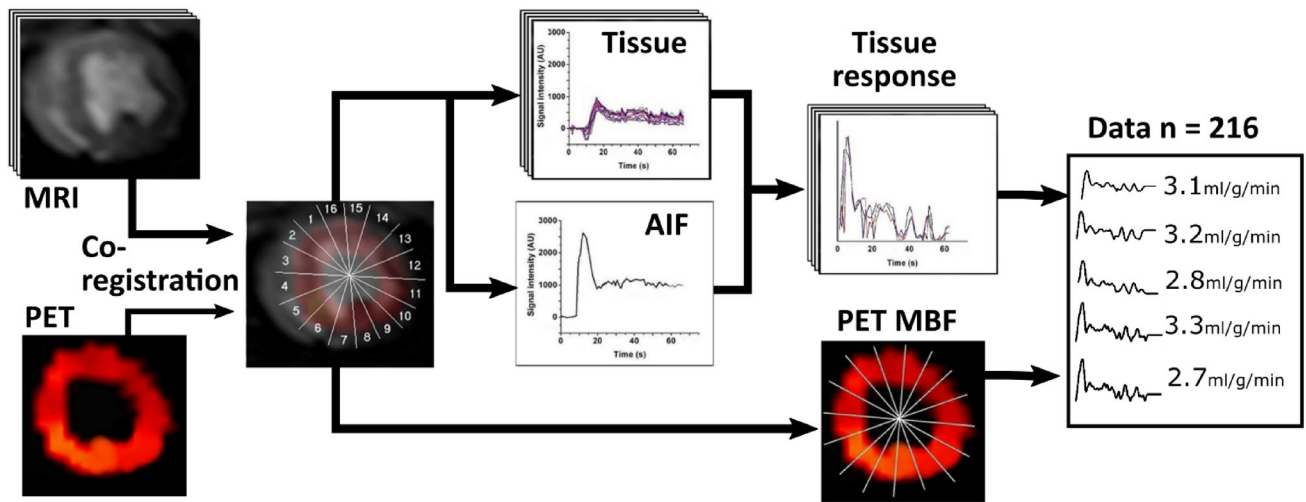 MRI
Co-
registration
PET
16
15
14
13
12
11
10
9
8
7
6
5
4
3
2
1
Tissue
Signal intensity (AU)
3000
2000
1000
0
0
20
40
60
Time (s)
AIF
Signal intensity (AU)
3000
2500
2000
1000
0
0
20
40
60
Time (s)
Tissue
response
0
20
40
60
PET MBF
Data n = 216
3.1ml/g/min
3.2ml/g/min
2.8ml/g/min
3.3ml/g/min
2.7ml/g/min